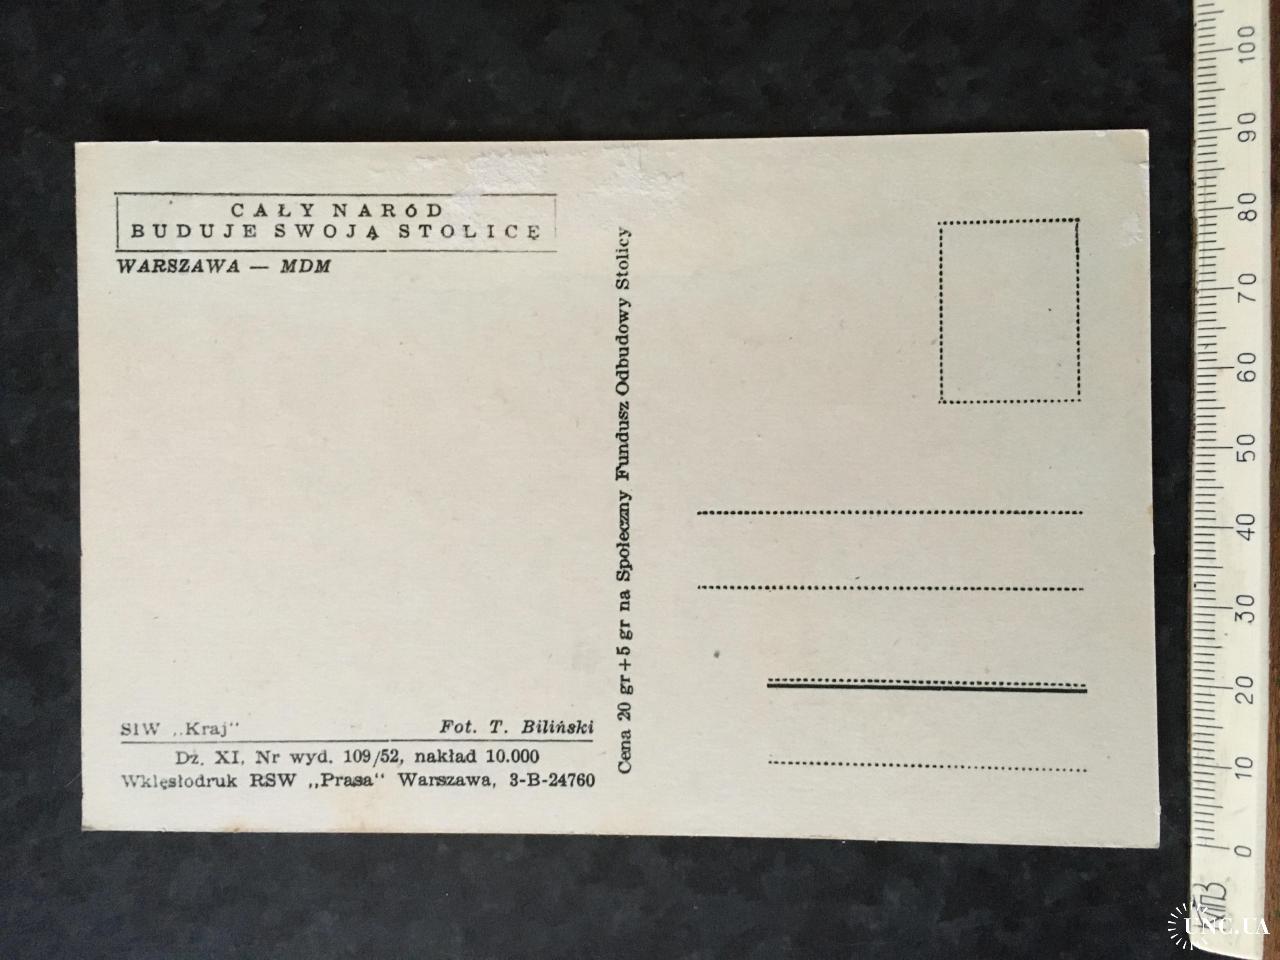 CAŁY NARÓD
BUDUJE SWOJĄ STOLICĘ
WARSZAWA — MDM
Cena 20 gr+5 gr na Społeczny Fundusz Odbudowy Stolicy
SIW „Kraj“ Fot. T. Biliński
Dż. XI, Nr wyd. 109/52, nakład 10.000
Wklęsłodruk RSW „Prasa“ Warszawa, 3-B-24760
100
90
80
70
60
50
40
30
20
10
0
UNC.UA